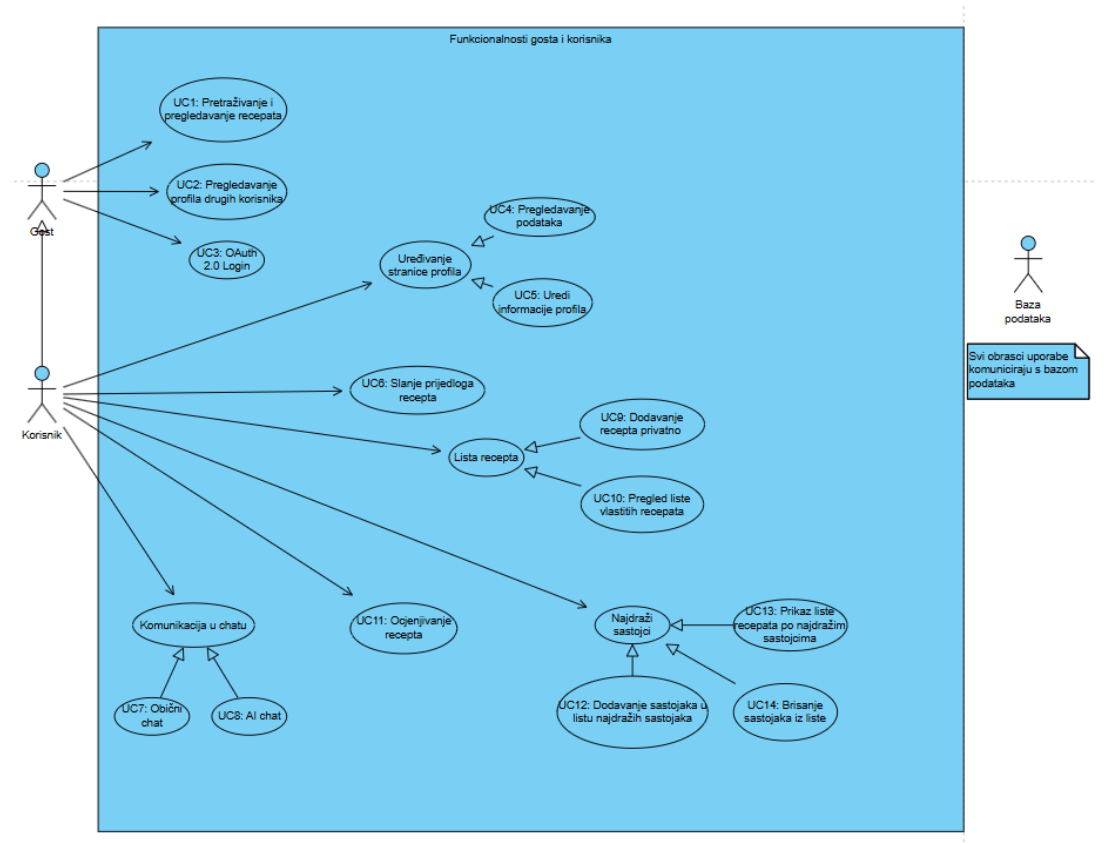 Funkcionalnosti gosta i korisnika
UC1: Pretraživanje i
pregledavanje recepata
UC2: Pregledavanje
profila drugih korisnika
UC3: OAuth
2.0 Login
Gost
UC4: Pregledavanje
podataka
Uređivanje
stranice profila
UC5: Uredi
informacije profila
Baza
podataka
Svi obrasci uporabe
komuniciraju s bazom
podataka
Korisnik
UC6: Slanje prijedloga
recepta
UC9: Dodavanje
recepta privatno
Lista recepta
UC10: Pregled liste
vlastitih recepata
Komunikacija u chatu
UC11: Ocjenjivanje
recepta
Najdraži
sastojci
UC13: Prikaz liste
recepata po najdražim
sastojcima
UC7: Obični
chat
UC8: AI chat
UC12: Dodavanje sastojaka u
listu najdražih sastojaka
UC14: Brisanje
sastojaka iz liste